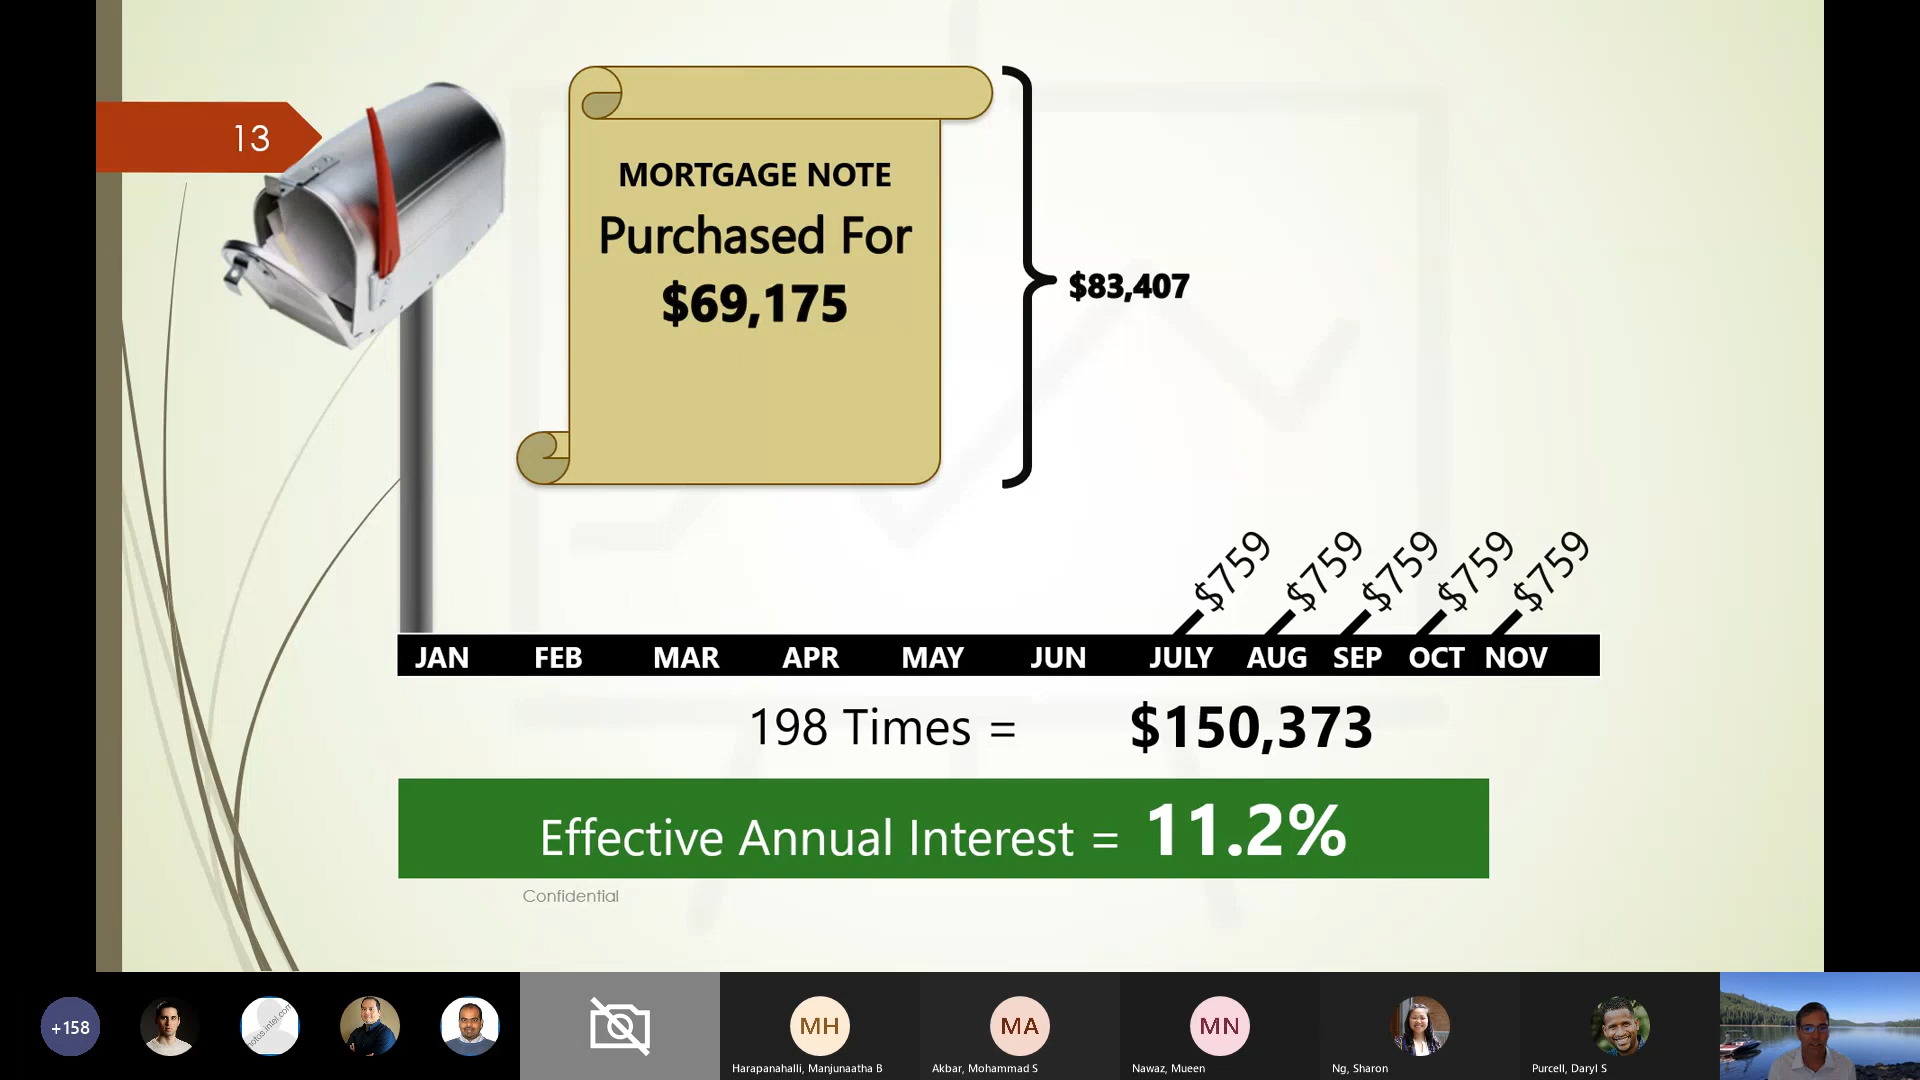 13
MORTGAGE NOTE
Purchased For
$69,175
$83,407
$759 $759 $759 $759 $759
JAN FEB MAR APR MAY JUN JULY AUG SEP OCT NOV
198 Times = $150,373
Effective Annual Interest = 11.2%
Confidential
+158
MH MA MN
Harapanahalli, Manjunaatha B Akbar, Mohammad S Nawaz, Mueen Ng, Sharon Purcell, Daryl S